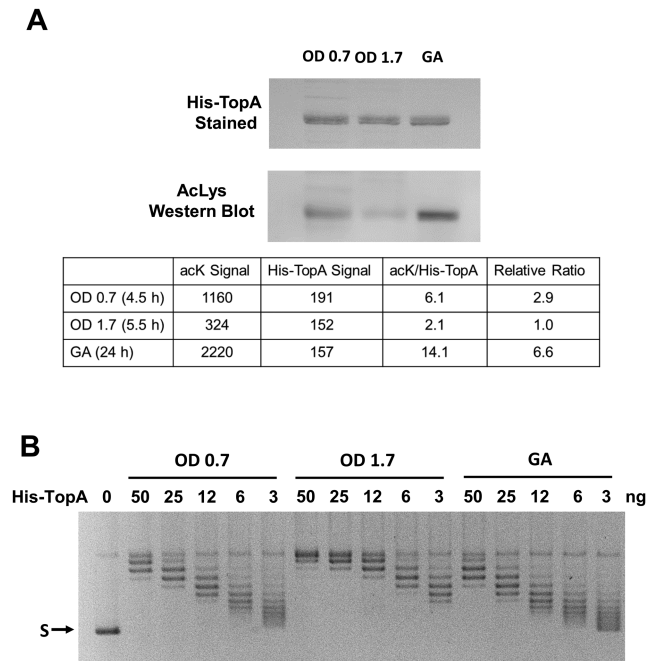 A
OD 0.7 OD 1.7 GA
His-TopA
Stained
AcLys
Western Blot
acK Signal His-TopA Signal acK/His-TopA Relative Ratio
OD 0.7 (4.5 h) 1160 191 6.1 2.9
OD 1.7 (5.5 h) 324 152 2.1 1.0
GA (24 h) 2220 157 14.1 6.6
B
OD 0.7 OD 1.7 GA
His-TopA 0 50 25 12 6 3 50 25 12 6 3 50 25 12 6 3 ng
S